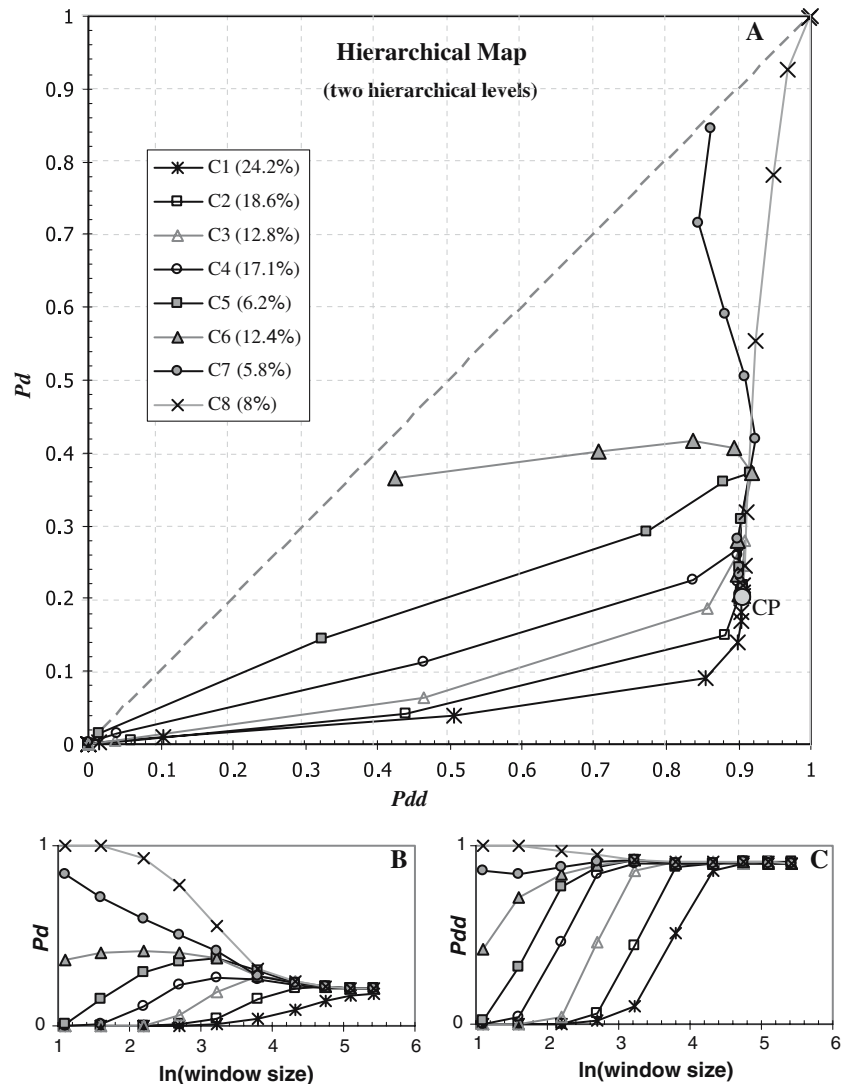 A
Hierarchical Map
(two hierarchical levels)
C1 (24.2%)
C2 (18.6%)
C3 (12.8%)
C4 (17.1%)
C5 (6.2%)
C6 (12.4%)
C7 (5.8%)
C8 (8%)
1
0.9
0.8
0.7
0.6
0.5
0.4
0.3
0.2
0.1
0
Pd
CP
0 0.1 0.2 0.3 0.4 0.5 0.6 0.7 0.8 0.9 1
Pdd
B
1
0
Pd
1 2 3 4 5 6
ln(window size)
C
1
0
Pdd
1 2 3 4 5 6
ln(window size)